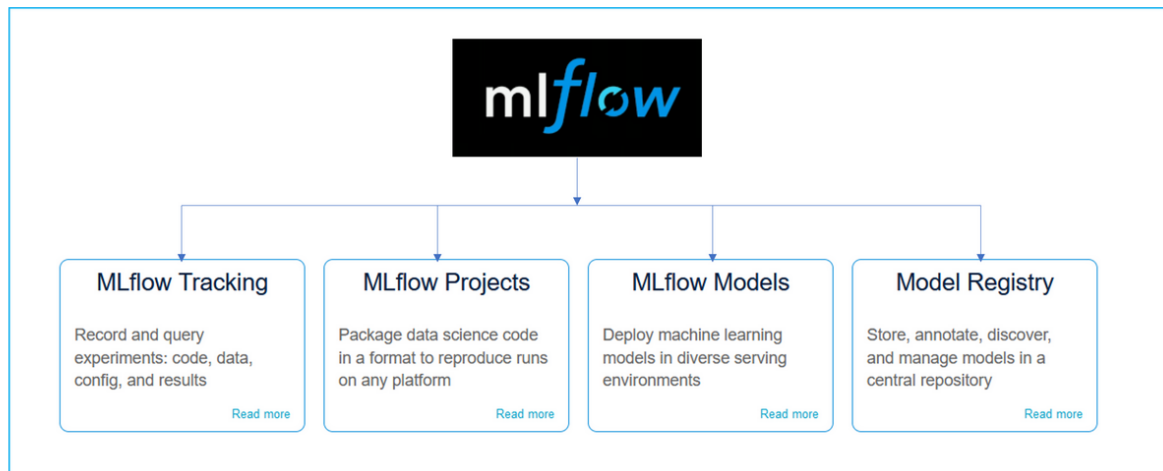 mlflow
MLflow Tracking
Record and query
experiments: code, data,
config, and results
Read more
MLflow Projects
Package data science code
in a format to reproduce runs
on any platform
Read more
MLflow Models
Deploy machine learning
models in diverse serving
environments
Read more
Model Registry
Store, annotate, discover,
and manage models in a
central repository
Read more